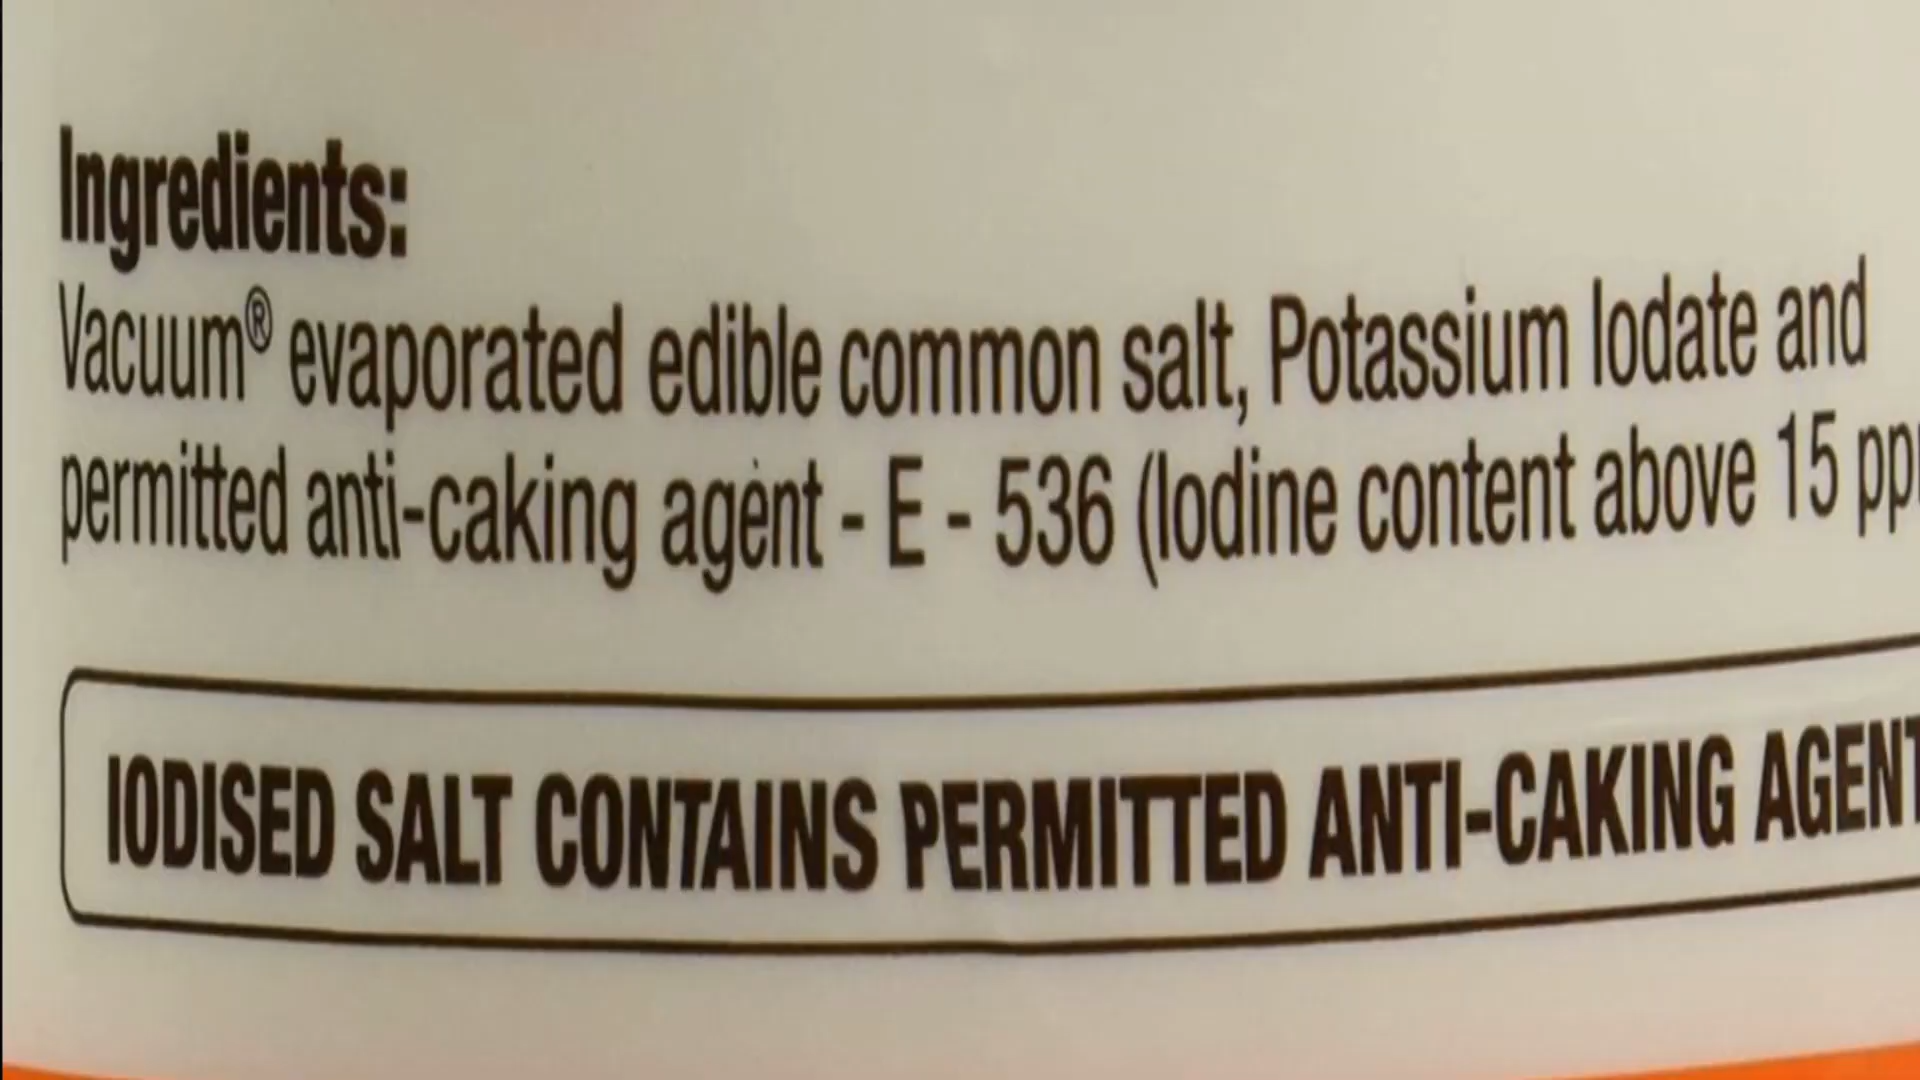 Ingredients:
Vacuum® evaporated edible common salt, Potassium Iodate and
permitted anti-caking agent - E - 536 (Iodine content above 15
IODISED SALT CONTAINS PERMITTED ANTI-CAKING AGENT